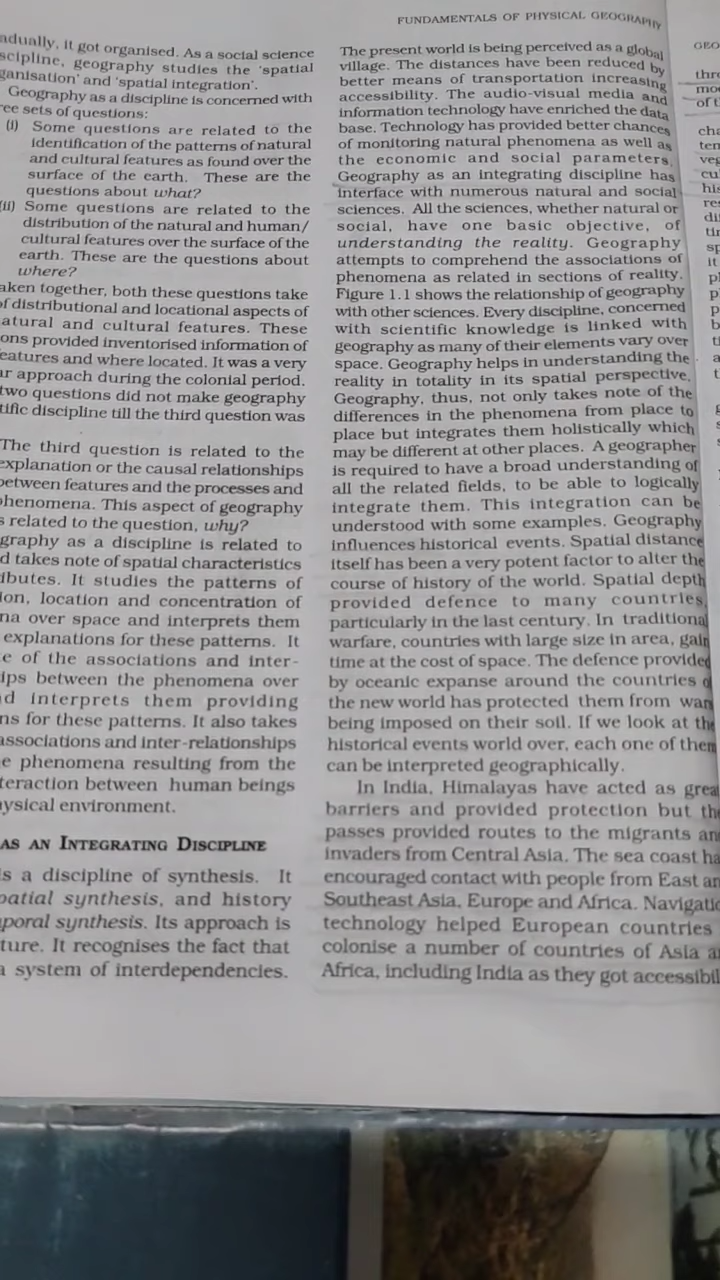 FUNDAMENTALS OF PHYSICAL GEOGRAPHY
it got organised. As a social science
geography studies the 'spatial
and 'spatial integration'.
Geography as a discipline is concerned with
sets of questions:
(i) Some questions are related to the
identification of the patterns of natural
and cultural features as found over the
surface of the earth. These are the
questions about what?
(ii) Some questions are related to the
distribution of the natural and human/
cultural features over the surface of the
earth. These are the questions about
where?
together, both these questions take
of distributional and locational aspects of
and cultural features. These
provided inventorised information of
and where located. It was a very
approach during the colonial period.
two questions did not make geography
discipline till the third question was
The third question is related to the
explanation or the causal relationships
between features and the processes and
phenomena. This aspect of geography
related to the question, why?
as a discipline is related to
takes note of spatial characteristics
It studies the patterns of
location and concentration of
over space and interprets them
explanations for these patterns. It
of the associations and inter-
between the phenomena over
interprets them providing
for these patterns. It also takes
associations and inter-relationships
phenomena resulting from the
between human beings
environment.
AS AN INTEGRATING DISCIPLINE
is a discipline of synthesis. It
synthesis, and history
synthesis. Its approach is
It recognises the fact that
a system of interdependencies.
The present world is being perceived as a global
village. The distances have been reduced by
better means of transportation increasing
accessibility. The audio-visual media and
information technology have enriched the data
base. Technology has provided better chances
of monitoring natural phenomena as well as
the economic and social parameters.
Geography as an integrating discipline has
interface with numerous natural and social
sciences. All the sciences, whether natural or
social, have one basic objective, of
understanding the reality. Geography
attempts to comprehend the associations of
phenomena as related in sections of reality.
Figure 1.1 shows the relationship of geography
with other sciences. Every discipline, concerned
with scientific knowledge is linked with
geography as many of their elements vary over
space. Geography helps in understanding the
reality in totality in its spatial perspective.
Geography, thus, not only takes note of the
differences in the phenomena from place to
place but integrates them holistically which
may be different at other places. A geographer
is required to have a broad understanding of
all the related fields, to be able to logically
integrate them. This integration can be
understood with some examples. Geography
influences historical events. Spatial distance
itself has been a very potent factor to alter the
course of history of the world. Spatial depth
provided defence to many countries,
particularly in the last century. In traditional
warfare, countries with large size in area, gain
time at the cost of space. The defence provided
by oceanic expanse around the countries
the new world has protected them from wars
being imposed on their soil. If we look at the
historical events world over, each one of them
can be interpreted geographically.
In India, Himalayas have acted as great
barriers and provided protection but the
passes provided routes to the migrants and
invaders from Central Asia. The sea coast
encouraged contact with people from East
Southeast Asia, Europe and Africa.
technology helped European countries
colonise a number of countries of Asia
Africa, including India as they got